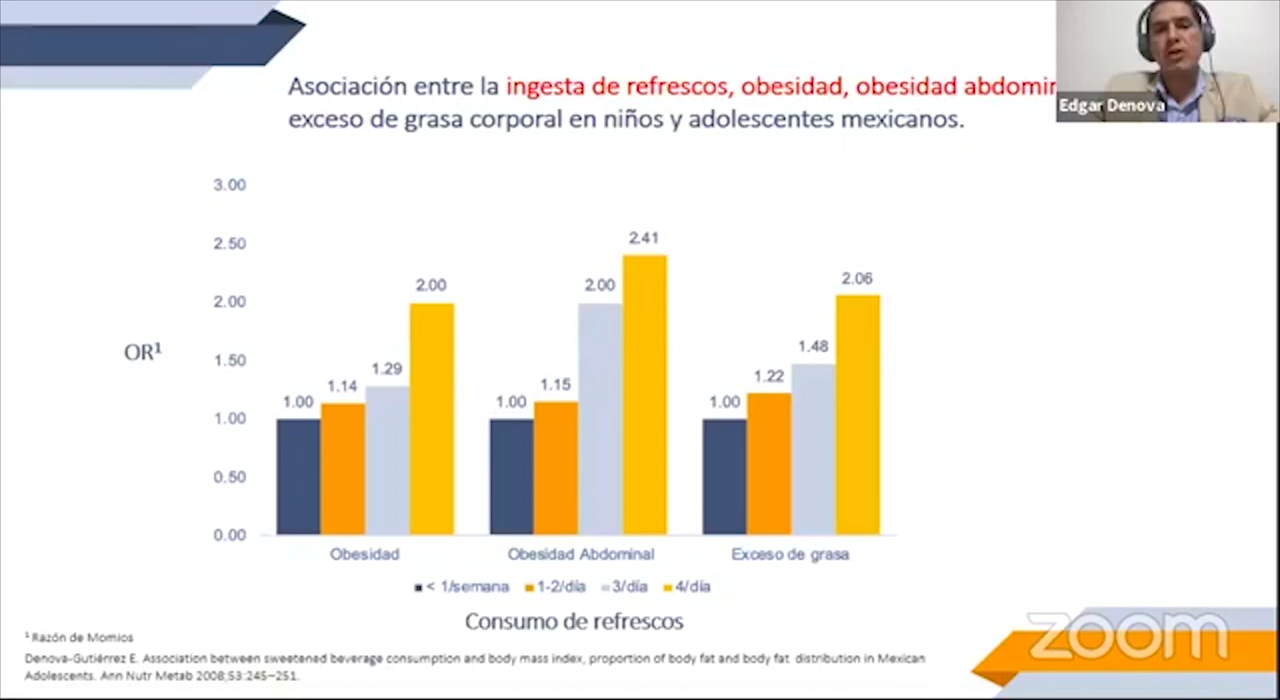 Asociación entre la ingesta de refrescos, obesidad, obesidad
exceso de grasa corporal en niños y adolescentes mexicanos.
Edgar Denova
3.00
2.50
2.00
1.50
1.00
0.50
0.00
OR¹
1.00 1.14 1.29 2.00
1.00 1.15 2.00 2.41
1.00 1.22 1.48 2.06
Obesidad Obesidad Abdominal Exceso de grasa
< 1/semana 1-2/día 3/día 4/día
Consumo de refrescos
¹ Razón de Momios
Denova-Gutiérrez E. Association between sweetened beverage consumption and body mass index, proportion of body fat and body fat distribution in Mexican
Adolescents. Ann Nutr Metab 2008;53:245–251.
zoom